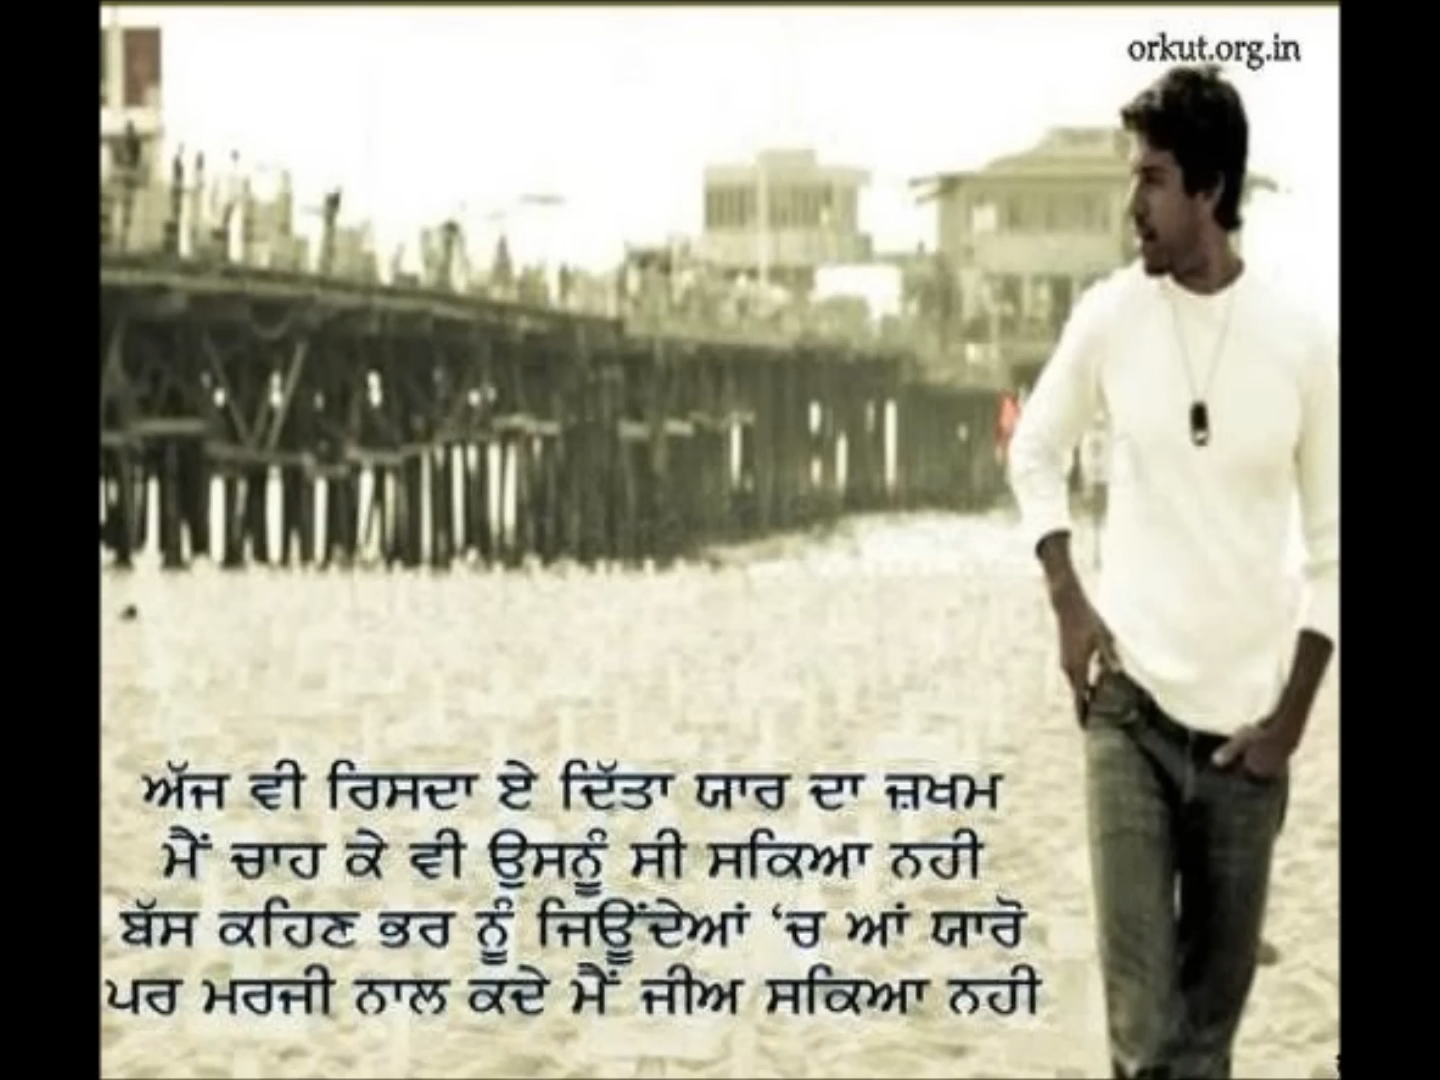 orkut.org.in
ਅੱਜ ਵੀ ਰਿਸਦਾ ਏ ਦਿੱਤਾ ਯਾਰ ਦਾ ਜ਼ਖਮ
ਮੈਂ ਚਾਹ ਕੇ ਵੀ ਉਸਨੂੰ ਸੀ ਸਕਿਆ ਨਹੀ
ਬੱਸ ਕਹਿਣ ਭਰ ਨੂੰ ਜਿਊਂਦੇਆਂ ‘ਚ ਆਂ ਯਾਰੋ
ਪਰ ਮਰਜੀ ਨਾਲ ਕਦੇ ਮੈਂ ਜੀਅ ਸਕਿਆ ਨਹੀ